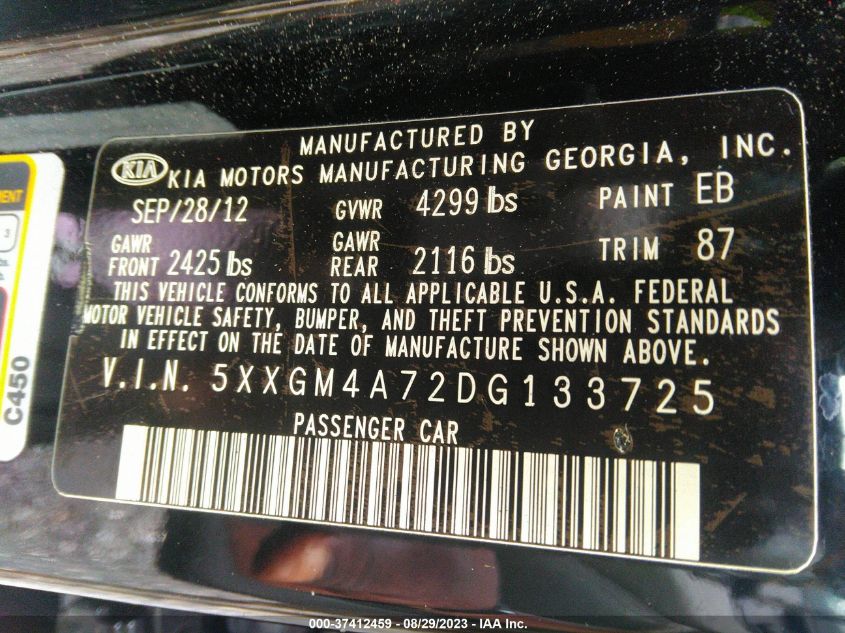 MANUFACTURED BY
KIA KIA MOTORS MANUFACTURING GEORGIA, INC.
SEP/28/12 GVWR 4299 lbs PAINT EB
GAWR FRONT 2425 lbs GAWR REAR 2116 lbs TRIM 87
THIS VEHICLE CONFORMS TO ALL APPLICABLE U.S.A. FEDERAL
MOTOR VEHICLE SAFETY, BUMPER, AND THEFT PREVENTION STANDARDS
IN EFFECT ON THE DATE OF MANUFACTURE SHOWN ABOVE.
V.I.N. 5XXGM4A72DG133725
PASSENGER CAR
3
C450
000-37412459 - 08/29/2023 - IAA Inc.